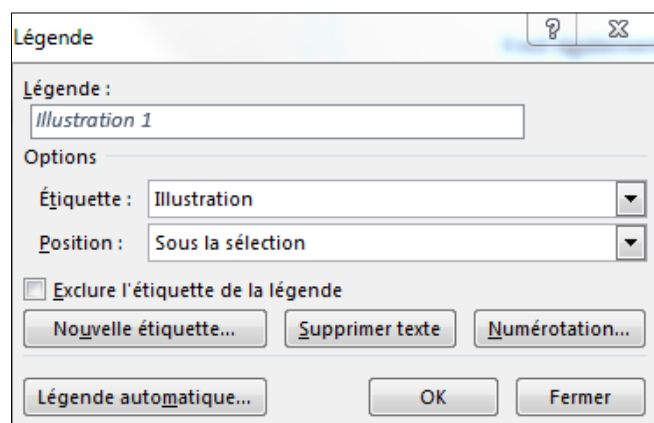 Légende
Légende :
Illustration 1
Options
Étiquette : Illustration
Position : Sous la sélection
Exclure l'étiquette de la légende
Nouvelle étiquette... Supprimer texte Numérotation...
Légende automatique... OK Fermer